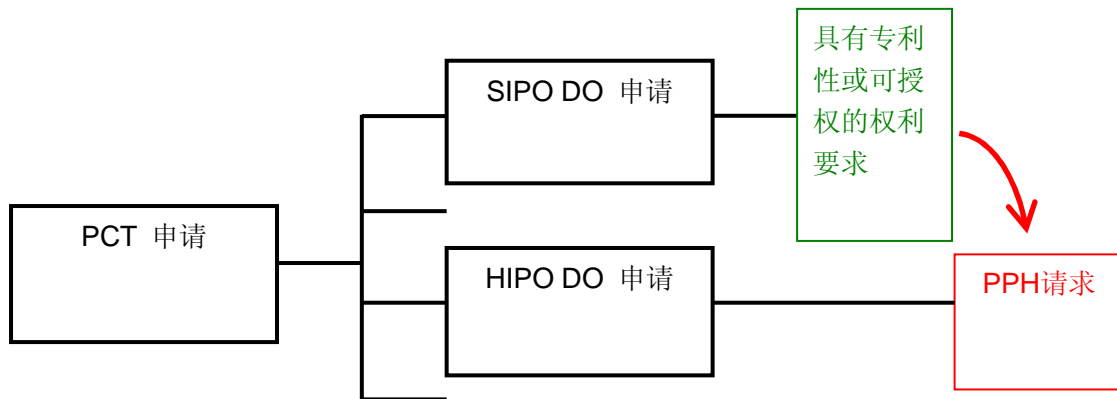 具有专利
性或可授
权的权利
要求
SIPO DO 申请
PCT 申请
HIPO DO 申请
PPH请求